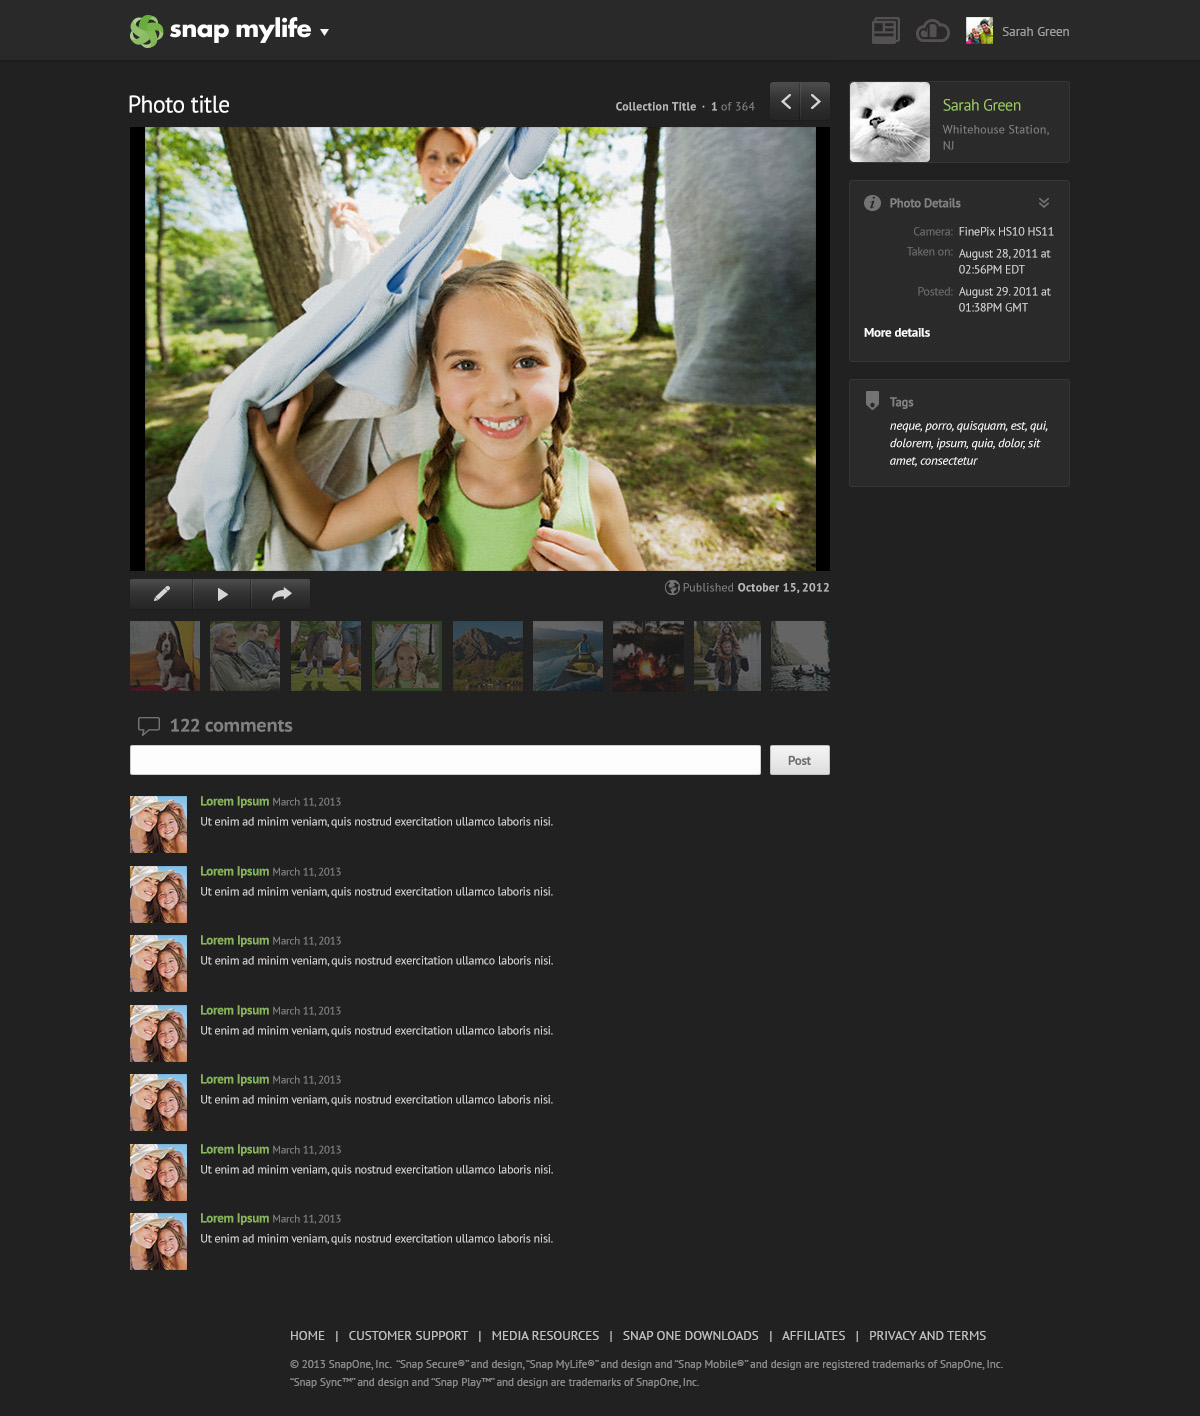 snap mylife
Sarah Green
Photo title
Collection Title · 1 of 364
Sarah Green
Whitehouse Station,
NJ
Photo Details
Camera: FinePix HS10 HS11
Taken on: August 28, 2011 at
02:56PM EDT
Posted: August 29. 2011 at
01:38PM GMT
More details
Tags
neque, porro, quisquam, est, qui,
dolorem, ipsum, quia, dolor, sit
amet, consectetur
Published October 15, 2012
122 comments
Post
Lorem Ipsum March 11, 2013
Ut enim ad minim veniam, quis nostrud exercitation ullamco laboris nisi.
Lorem Ipsum March 11, 2013
Ut enim ad minim veniam, quis nostrud exercitation ullamco laboris nisi.
Lorem Ipsum March 11, 2013
Ut enim ad minim veniam, quis nostrud exercitation ullamco laboris nisi.
Lorem Ipsum March 11, 2013
Ut enim ad minim veniam, quis nostrud exercitation ullamco laboris nisi.
Lorem Ipsum March 11, 2013
Ut enim ad minim veniam, quis nostrud exercitation ullamco laboris nisi.
Lorem Ipsum March 11, 2013
Ut enim ad minim veniam, quis nostrud exercitation ullamco laboris nisi.
Lorem Ipsum March 11, 2013
Ut enim ad minim veniam, quis nostrud exercitation ullamco laboris nisi.
HOME | CUSTOMER SUPPORT | MEDIA RESOURCES | SNAP ONE DOWNLOADS | AFFILIATES | PRIVACY AND TERMS
© 2013 SnapOne, Inc. "Snap Secure®" and design, "Snap MyLife®" and design and "Snap Mobile®" and design are registered trademarks of SnapOne, Inc.
"Snap Sync™" and design and "Snap Play™" and design are trademarks of SnapOne, Inc.